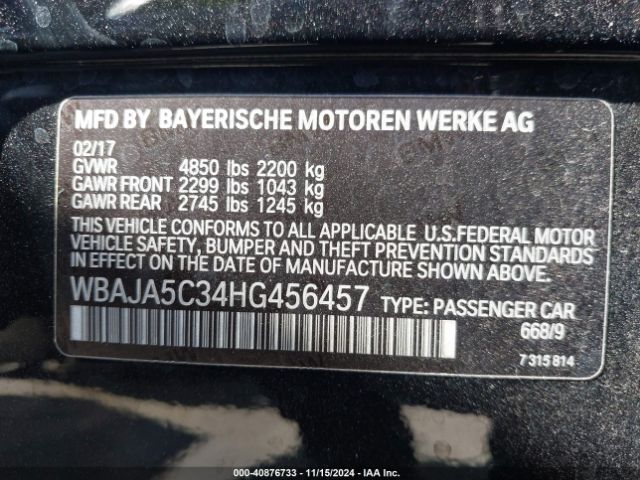 MFD BY BAYERISCHE MOTOREN WERKE AG
02/17
GVWR 4850 lbs 2200 kg
GAWR FRONT 2299 lbs 1043 kg
GAWR REAR 2745 lbs 1245 kg
THIS VEHICLE CONFORMS TO ALL APPLICABLE U.S.FEDERAL MOTOR
VEHICLE SAFETY, BUMPER AND THEFT PREVENTION STANDARDS
IN EFFECT ON THE DATE OF MANUFACTURE SHOWN ABOVE.
WBAJA5C34HG456457 TYPE: PASSENGER CAR
668/9
7 315 814
000-40876733 - 11/15/2024 - IAA Inc.